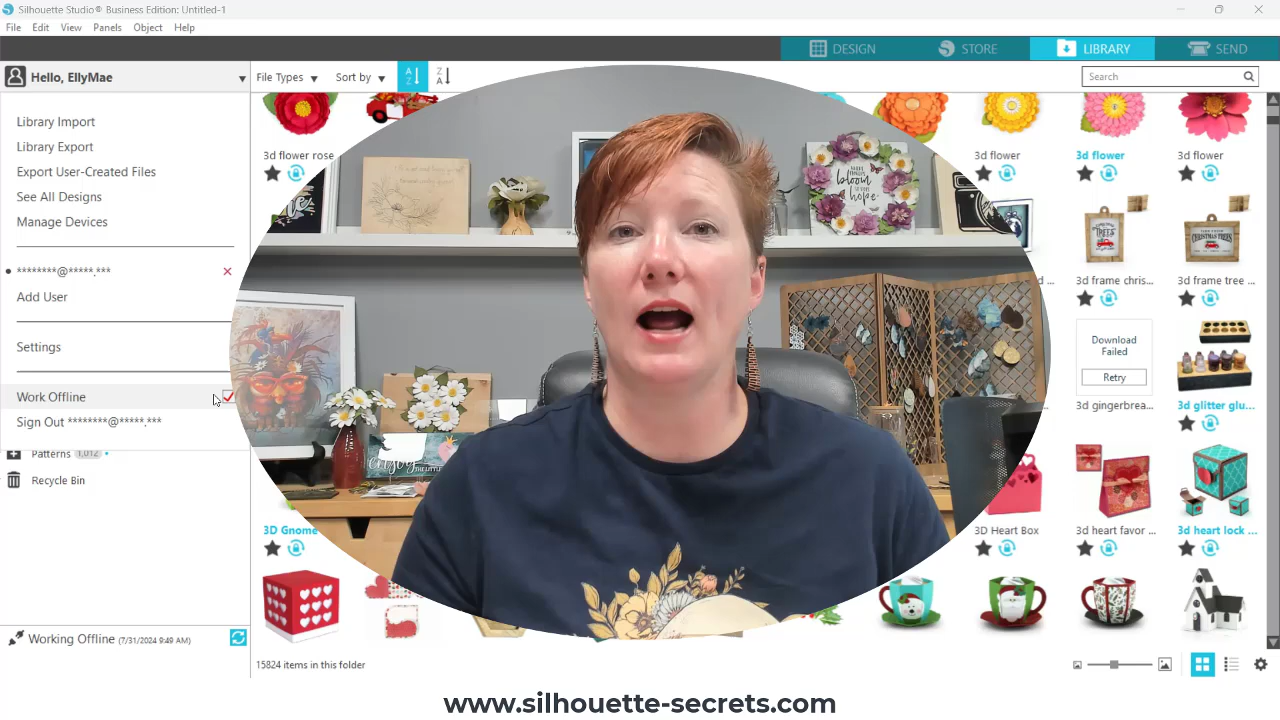 Silhouette Studio® Business Edition: Untitled-1
File Edit View Panels Object Help
DESIGN STORE LIBRARY SEND
Hello, EllyMae
File Types Sort by A Z Z A Search
Library Import
Library Export
Export User-Created Files
See All Designs
Manage Devices
********@*****.***
Add User
Settings
Work Offline
Sign Out ********@*****.***
Patterns 1,012
Recycle Bin
Working Offline (7/31/2024 9:49 AM)
3d flower rose
3d flower
3d flower
3d flower
3d frame chris...
3d frame tree ...
Download
Failed
Retry
3d gingerbrea...
3d glitter glu...
3D Gnome
3D Heart Box
3d heart favor ...
3d heart lock ...
bloom
hope
enjoy
THE LITTLE
15824 items in this folder
www.silhouette-secrets.com